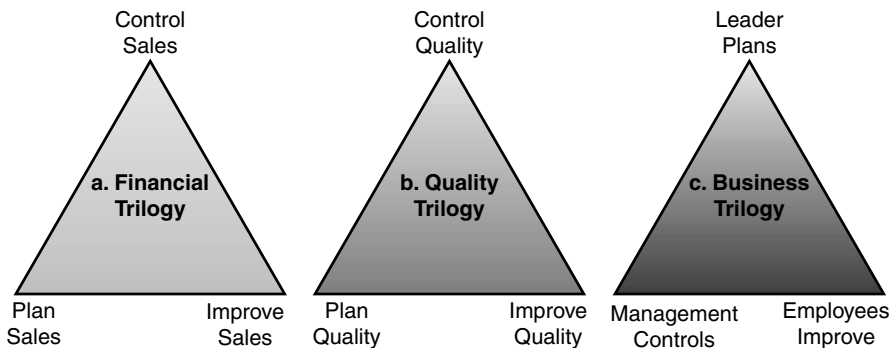 Control
Sales
a. Financial
Trilogy
Plan
Sales
Improve
Sales
Control
Quality
b. Quality
Trilogy
Plan
Quality
Improve
Quality
Leader
Plans
c. Business
Trilogy
Management
Controls
Employees
Improve